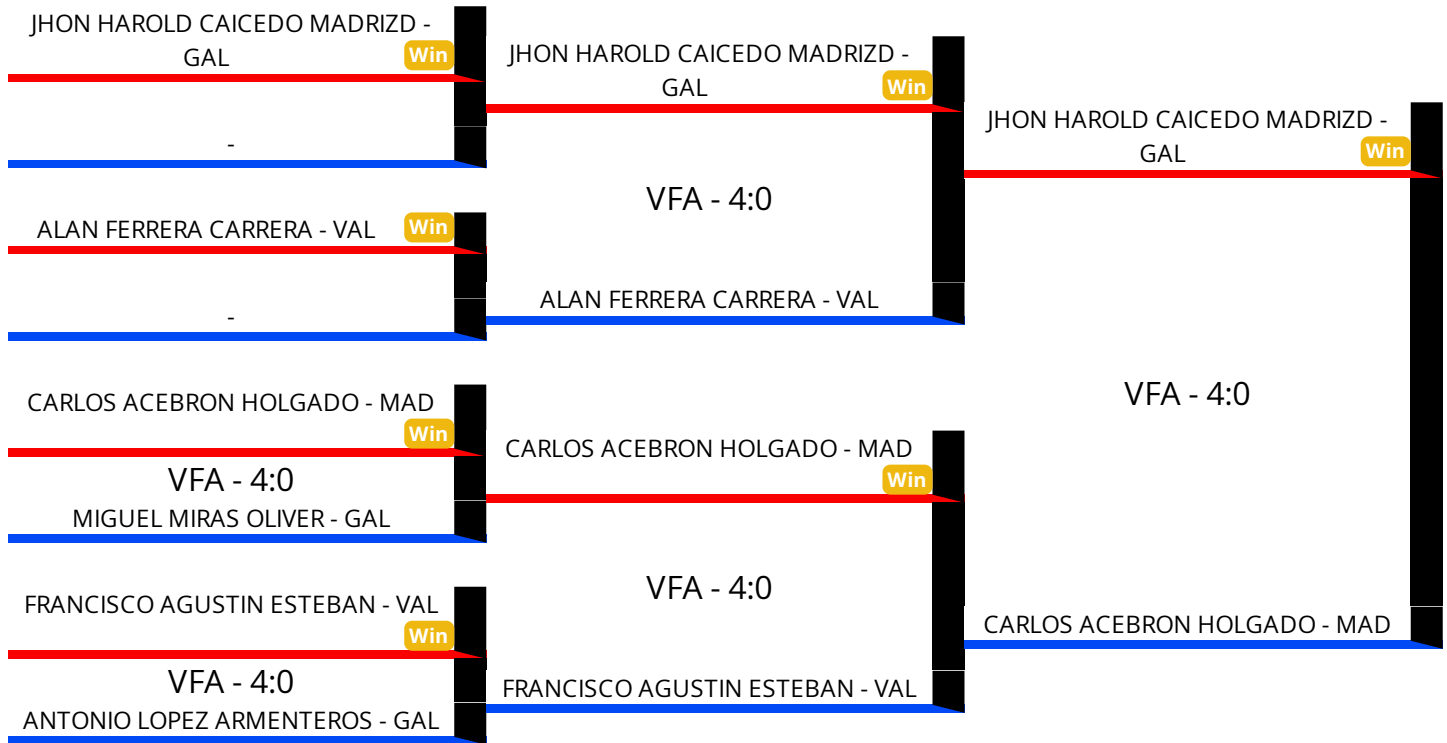 JHON HAROLD CAICEDO MADRIZD -
GAL
Win
-
ALAN FERRERA CARRERA - VAL
Win
-
CARLOS ACEBRON HOLGADO - MAD
Win
VFA - 4:0
MIGUEL MIRAS OLIVER - GAL
FRANCISCO AGUSTIN ESTEBAN - VAL
Win
VFA - 4:0
ANTONIO LOPEZ ARMENTEROS - GAL
JHON HAROLD CAICEDO MADRIZD -
GAL
Win
VFA - 4:0
ALAN FERRERA CARRERA - VAL
CARLOS ACEBRON HOLGADO - MAD
Win
VFA - 4:0
FRANCISCO AGUSTIN ESTEBAN - VAL
JHON HAROLD CAICEDO MADRIZD -
GAL
Win
VFA - 4:0
CARLOS ACEBRON HOLGADO - MAD